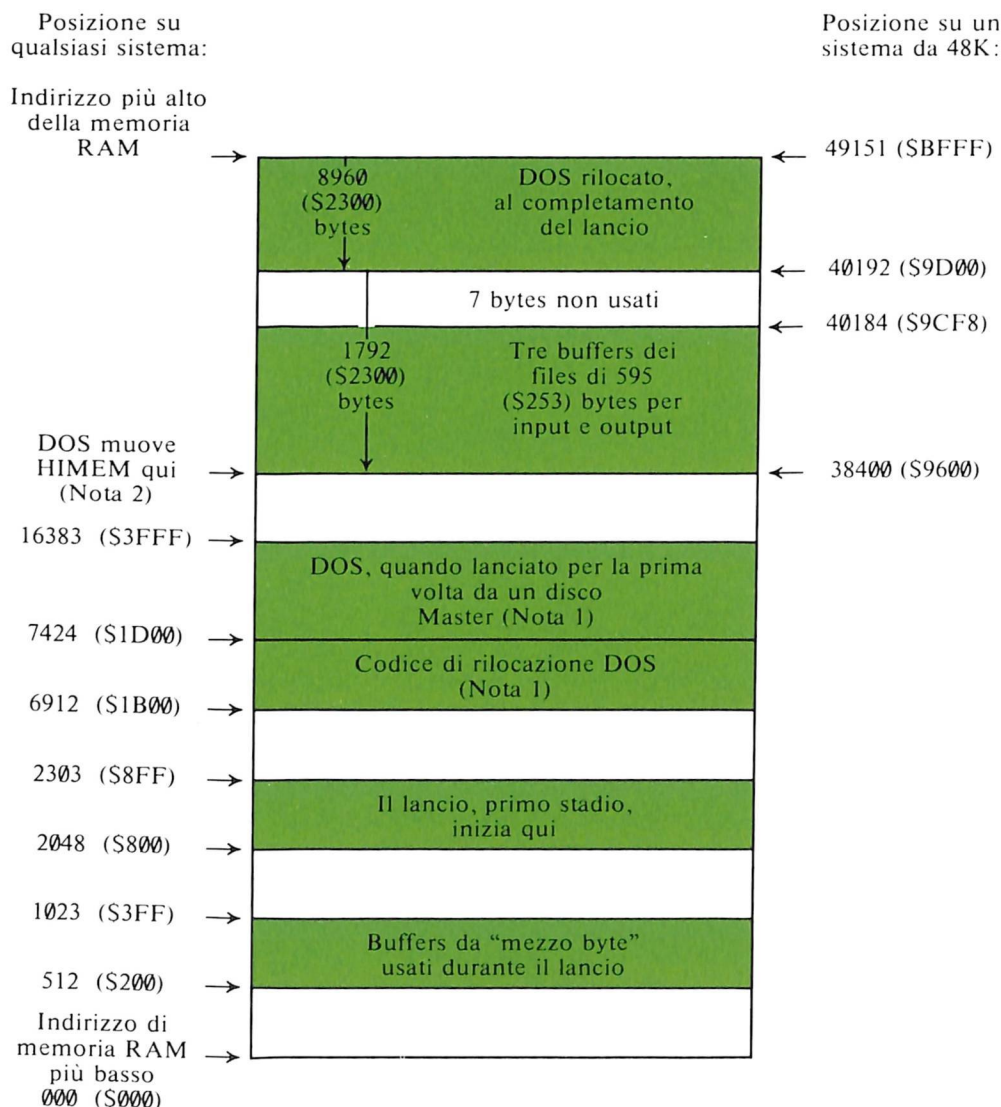 Posizione su
qualsiasi sistema:
Posizione su un
sistema da 48K:
Indirizzo più alto
della memoria
RAM
49151 ($BFFF)
8960
($2300)
bytes
DOS rilocato,
al completamento
del lancio
40192 ($9D00)
7 bytes non usati
40184 ($9CF8)
1792
($2300)
bytes
Tre buffers dei
files di 595
($253) bytes per
input e output
DOS muove
HIMEM qui
(Nota 2)
38400 ($9600)
16383 ($3FFF)
DOS, quando lanciato per la prima
volta da un disco
Master (Nota 1)
7424 ($1D00)
Codice di rilocazione DOS
(Nota 1)
6912 ($1B00)
2303 ($8FF)
Il lancio, primo stadio,
inizia qui
2048 ($800)
1023 ($3FF)
Buffers da “mezzo byte”
usati durante il lancio
512 ($200)
Indirizzo di
memoria RAM
più basso
000 ($000)